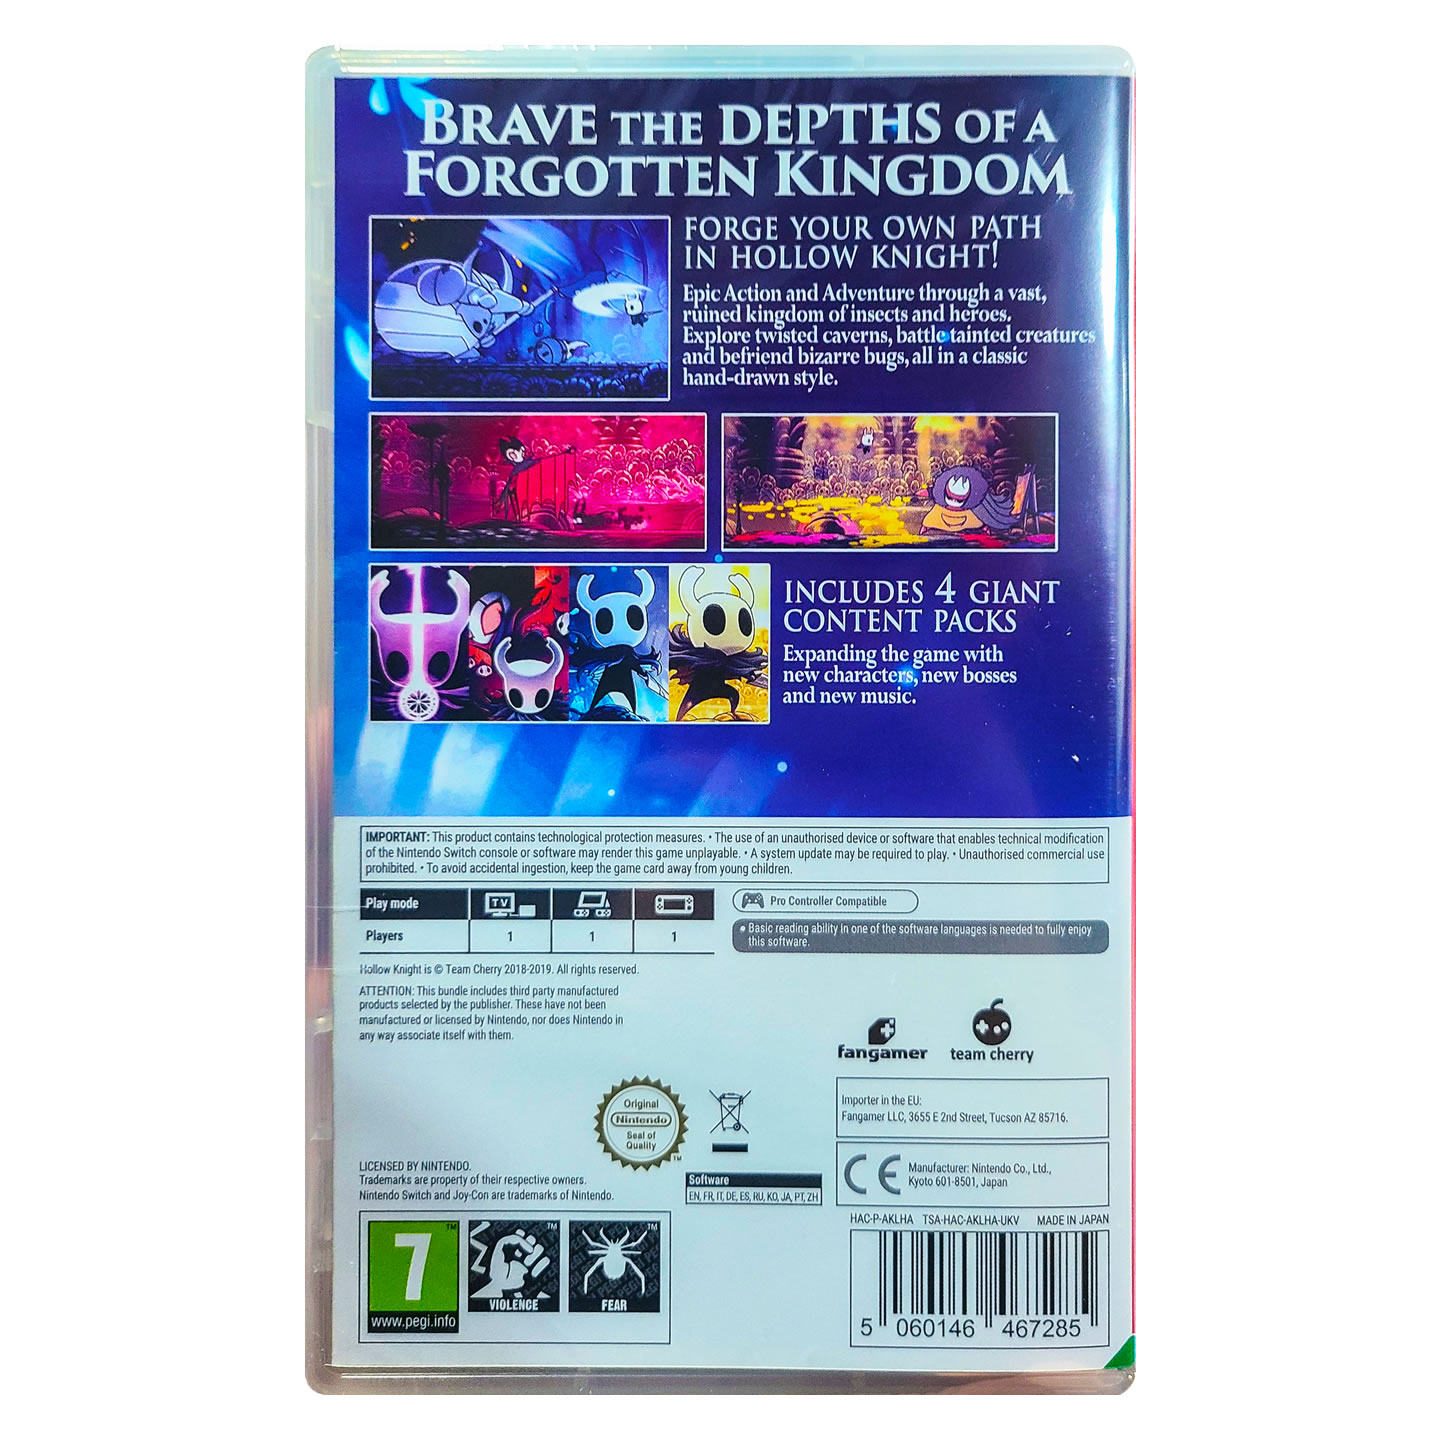 BRAVE THE DEPTHS OF A
FORGOTTEN KINGDOM
FORGE YOUR OWN PATH
IN HOLLOW KNIGHT!
Epic Action and Adventure through a vast,
ruined kingdom of insects and heroes.
Explore twisted caverns, battle tainted creatures
and befriend bizarre bugs, all in a classic
hand-drawn style.
INCLUDES 4 GIANT
CONTENT PACKS
Expanding the game with
new characters, new bosses
and new music.
IMPORTANT: This product contains technological protection measures. • The use of an unauthorised device or software that enables technical modification
of the Nintendo Switch console or software may render this game unplayable. • A system update may be required to play. • Unauthorised commercial use
prohibited. • To avoid accidental ingestion, keep the game card away from young children.
Play mode TV
Players 1 1 1
Pro Controller Compatible
• Basic reading ability in one of the software languages is needed to fully enjoy
this software.
Hollow Knight is © Team Cherry 2018-2019. All rights reserved.
ATTENTION: This bundle includes third party manufactured
products selected by the publisher. These have not been
manufactured or licensed by Nintendo, nor does Nintendo in
any way associate itself with them.
fangamer
team cherry
Importer in the EU:
Fangamer LLC, 3655 E 2nd Street, Tucson AZ 85716.
Original
Nintendo
Seal of
Quality
TM
CE
Manufacturer: Nintendo Co., Ltd.,
Kyoto 601-8501, Japan
LICENSED BY NINTENDO.
Trademarks are property of their respective owners.
Nintendo Switch and Joy-Con are trademarks of Nintendo.
Software
EN, FR, IT, DE, ES, RU, KO, JA, PT, ZH
HAC-P-AKLHA TSA-HAC-AKLHA-UKV MADE IN JAPAN
7 TM
www.pegi.info
TM
VIOLENCE
TM
FEAR
5 060146 467285